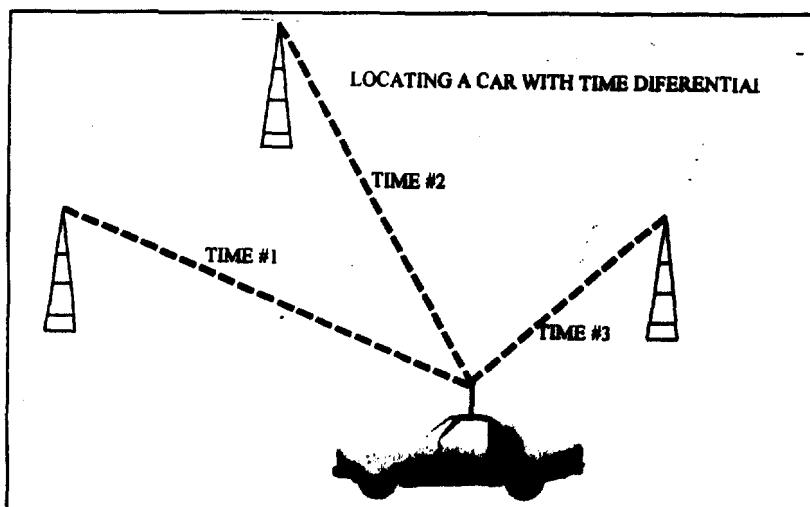 LOCATING A CAR WITH TIME DIFERENTIAL
TIME #2
TIME #1
TIME #3